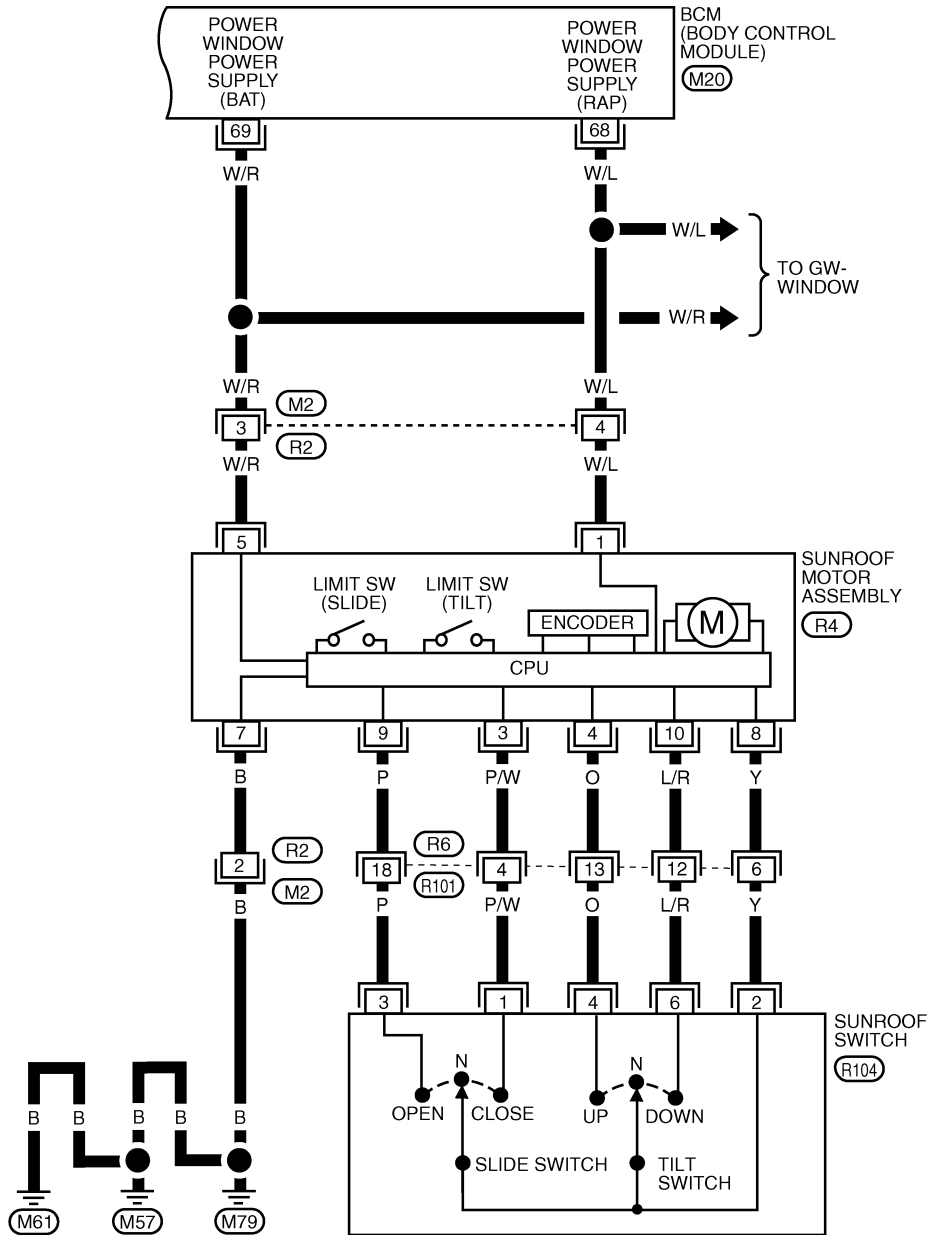 POWER
WINDOW
POWER
SUPPLY
(BAT)
POWER
WINDOW
POWER
SUPPLY
(RAP)
BCM
(BODY CONTROL
MODULE)
M20
69
68
W/R
W/L
W/L
W/R
TO GW-
WINDOW
W/R
W/L
M2
3
4
R2
W/R
W/L
5
1
SUNROOF
MOTOR
ASSEMBLY
R4
LIMIT SW
(SLIDE)
LIMIT SW
(TILT)
ENCODER
M
CPU
7
9
3
4
10
8
B
P
P/W
O
L/R
Y
R2
2
M2
R6
18
4
13
12
6
R101
B
P
P/W
O
L/R
Y
3
1
4
6
2
SUNROOF
SWITCH
R104
N
N
OPEN
CLOSE
UP
DOWN
SLIDE SWITCH
TILT
SWITCH
B
B
B
B
B
M61
M57
M79